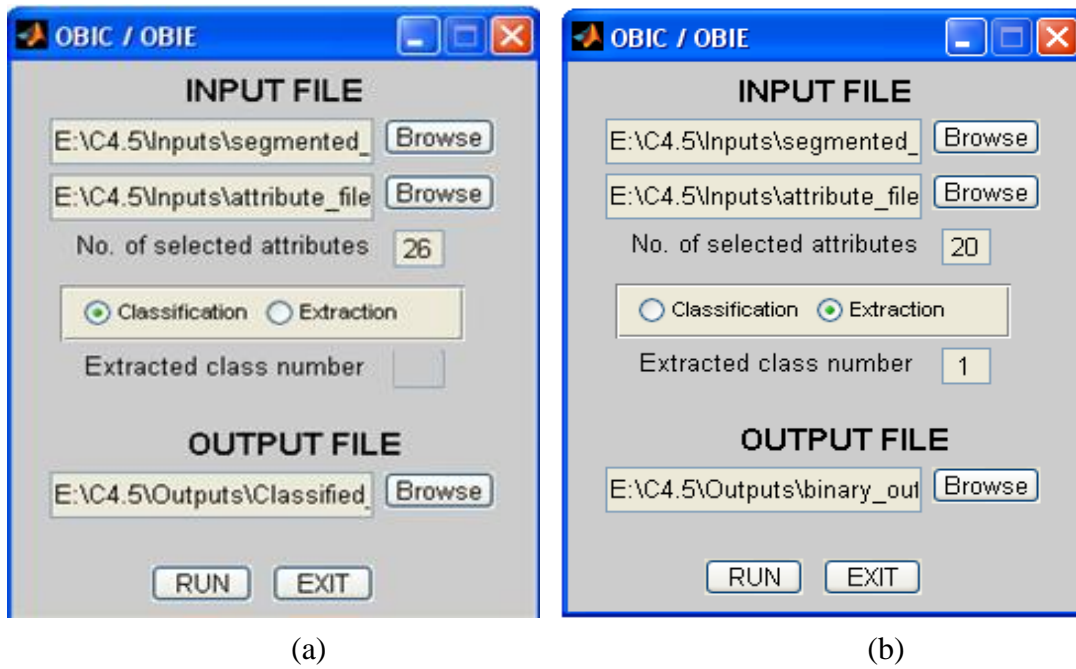 OBIC / OBIE
INPUT FILE
E:\C4.5\Inputs\segmented_ Browse
E:\C4.5\Inputs\attribute_file Browse
No. of selected attributes 26
Classification Extraction
Extracted class number
OUTPUT FILE
E:\C4.5\Outputs\Classified_ Browse
RUN EXIT
(a)
OBIC / OBIE
INPUT FILE
E:\C4.5\Inputs\segmented_ Browse
E:\C4.5\Inputs\attribute_file Browse
No. of selected attributes 20
Classification Extraction
Extracted class number 1
OUTPUT FILE
E:\C4.5\Outputs\binary_out Browse
RUN EXIT
(b)